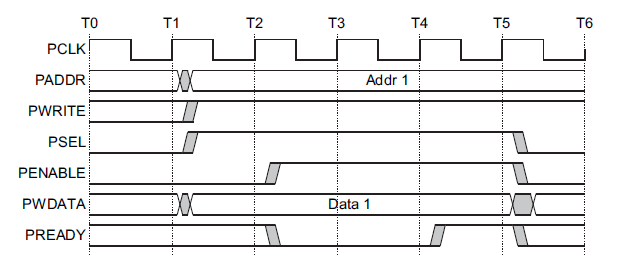 T0 T1 T2 T3 T4 T5 T6
PCLK
PADDR Addr 1
PWRITE
PSEL
PENABLE
PWDATA Data 1
PREADY